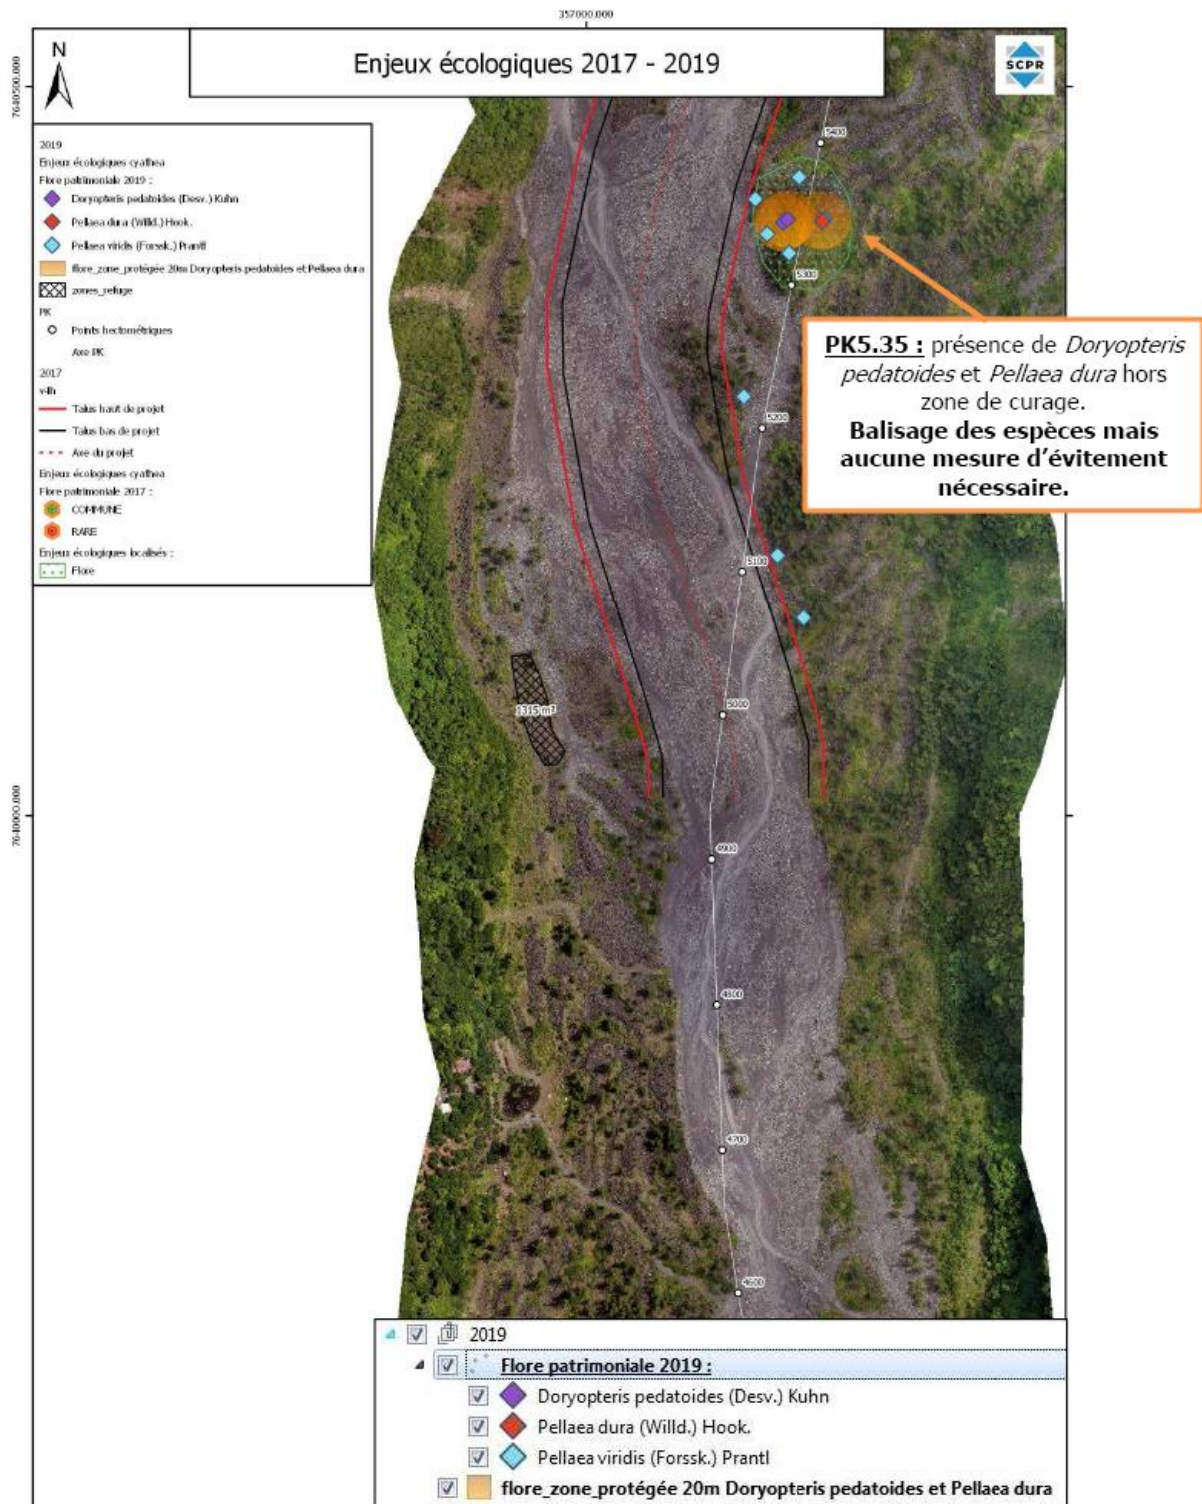 357000.000
7640500.000
N
Enjeux écologiques 2017 - 2019
SCPR
2019
Enjeux écologiques cyathea
Flore patrimoniale 2019 :
Doryopteris pedatoides (Desv.) Kuhn
Pellaea dura (Willd.) Hook.
Pellaea viridis (Forssk.) Prantl
flore_zone_protégée 20m Doryopteris pedatoides et Pellaea dura
zones_refuge
PK
Points hectométriques
Axe PK
2017
v4h
Talus haut de projet
Talus bas de projet
Axe du projet
Enjeux écologiques cyathea
Flore patrimoniale 2017 :
COMMUNE
RARE
Enjeux écologiques localisés :
Flore
5400
5300
PK5.35 : présence de Doryopteris
pedatoides et Pellaea dura hors
zone de curage.
Balisage des espèces mais
aucune mesure d'évitement
nécessaire.
5200
5100
5000
1315 m²
7640000.000
4900
4800
4700
4600
2019
Flore patrimoniale 2019 :
Doryopteris pedatoides (Desv.) Kuhn
Pellaea dura (Willd.) Hook.
Pellaea viridis (Forssk.) Prantl
flore_zone_protégée 20m Doryopteris pedatoides et Pellaea dura